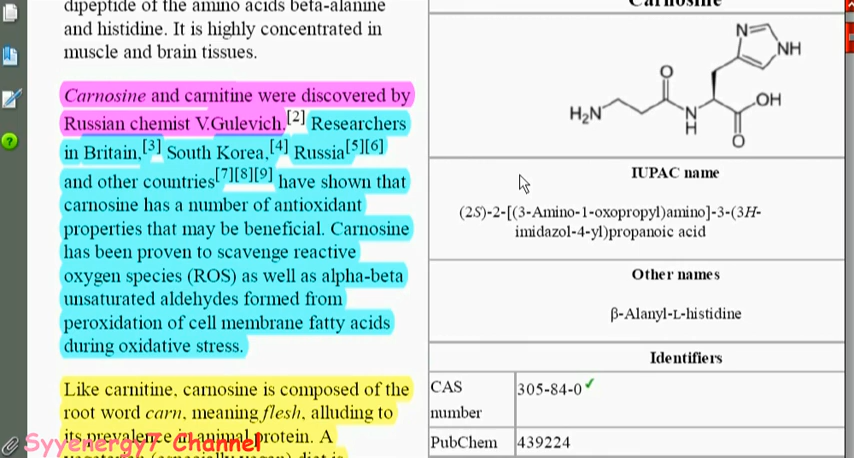 dipeptide of the amino acids beta-alanine
and histidine. It is highly concentrated in
muscle and brain tissues.
Carnosine and carnitine were discovered by
Russian chemist V.Gulevich.[2] Researchers
in Britain,[3] South Korea,[4] Russia[5][6]
and other countries[7][8][9] have shown that
carnosine has a number of antioxidant
properties that may be beneficial. Carnosine
has been proven to scavenge reactive
oxygen species (ROS) as well as alpha-beta
unsaturated aldehydes formed from
peroxidation of cell membrane fatty acids
during oxidative stress.
Like carnitine, carnosine is composed of the
root word carn, meaning flesh, alluding to
its prevalence in animal protein. A
Syyenergy7 Channel
Carnosine
N
NH
O
OH
H2N
N
H
O
IUPAC name
(2S)-2-[(3-Amino-1-oxopropyl)amino]-3-(3H-
imidazol-4-yl)propanoic acid
Other names
β-Alanyl-L-histidine
Identifiers
CAS number 305-84-0
PubChem 439224